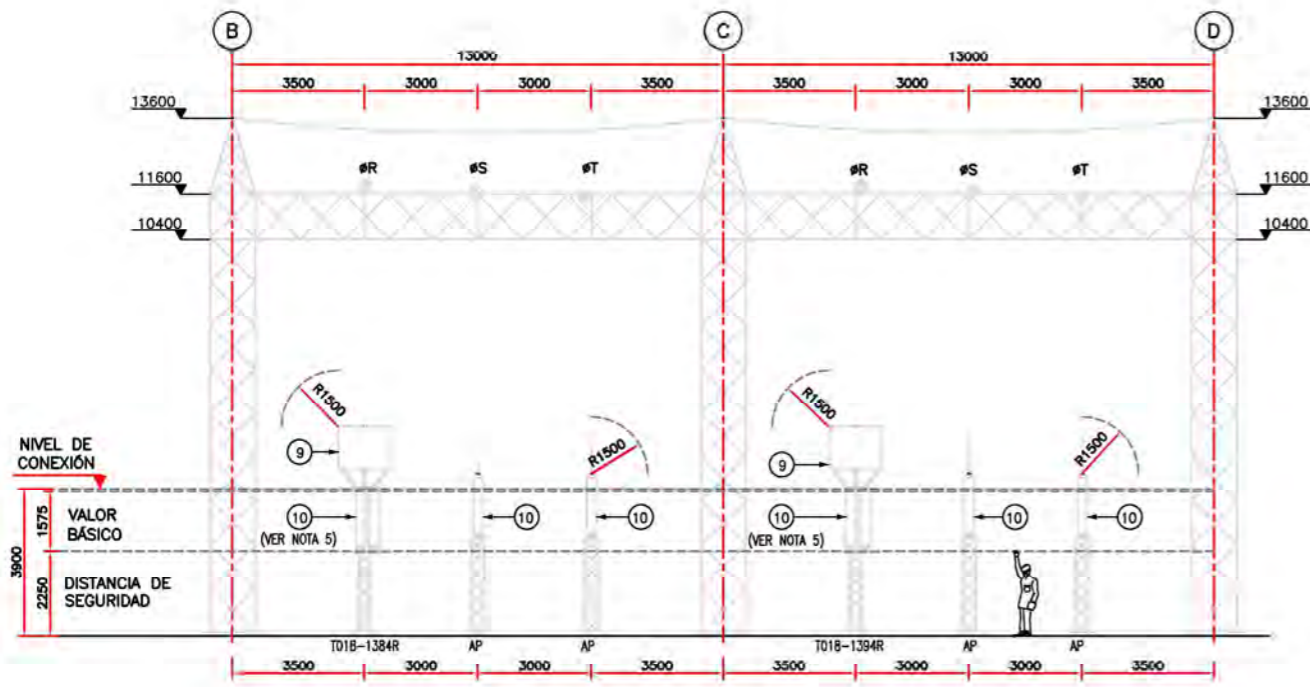 B C D
13000 13000
3500 3000 3000 3500 3500 3000 3000 3500
13600 13600
øR øS øT øR øS øT
11600 11600
10400 10400
R1500 R1500 R1500 R1500
9 9
NIVEL DE
CONEXIÓN
VALOR
BÁSICO
1575
10 10 10 10 10 10
(VER NOTA 5) (VER NOTA 5)
3900
2250
DISTANCIA DE
SEGURIDAD
T01B-1384R AP AP T01B-1394R AP AP
3500 3000 3000 3500 3500 3000 3000 3500